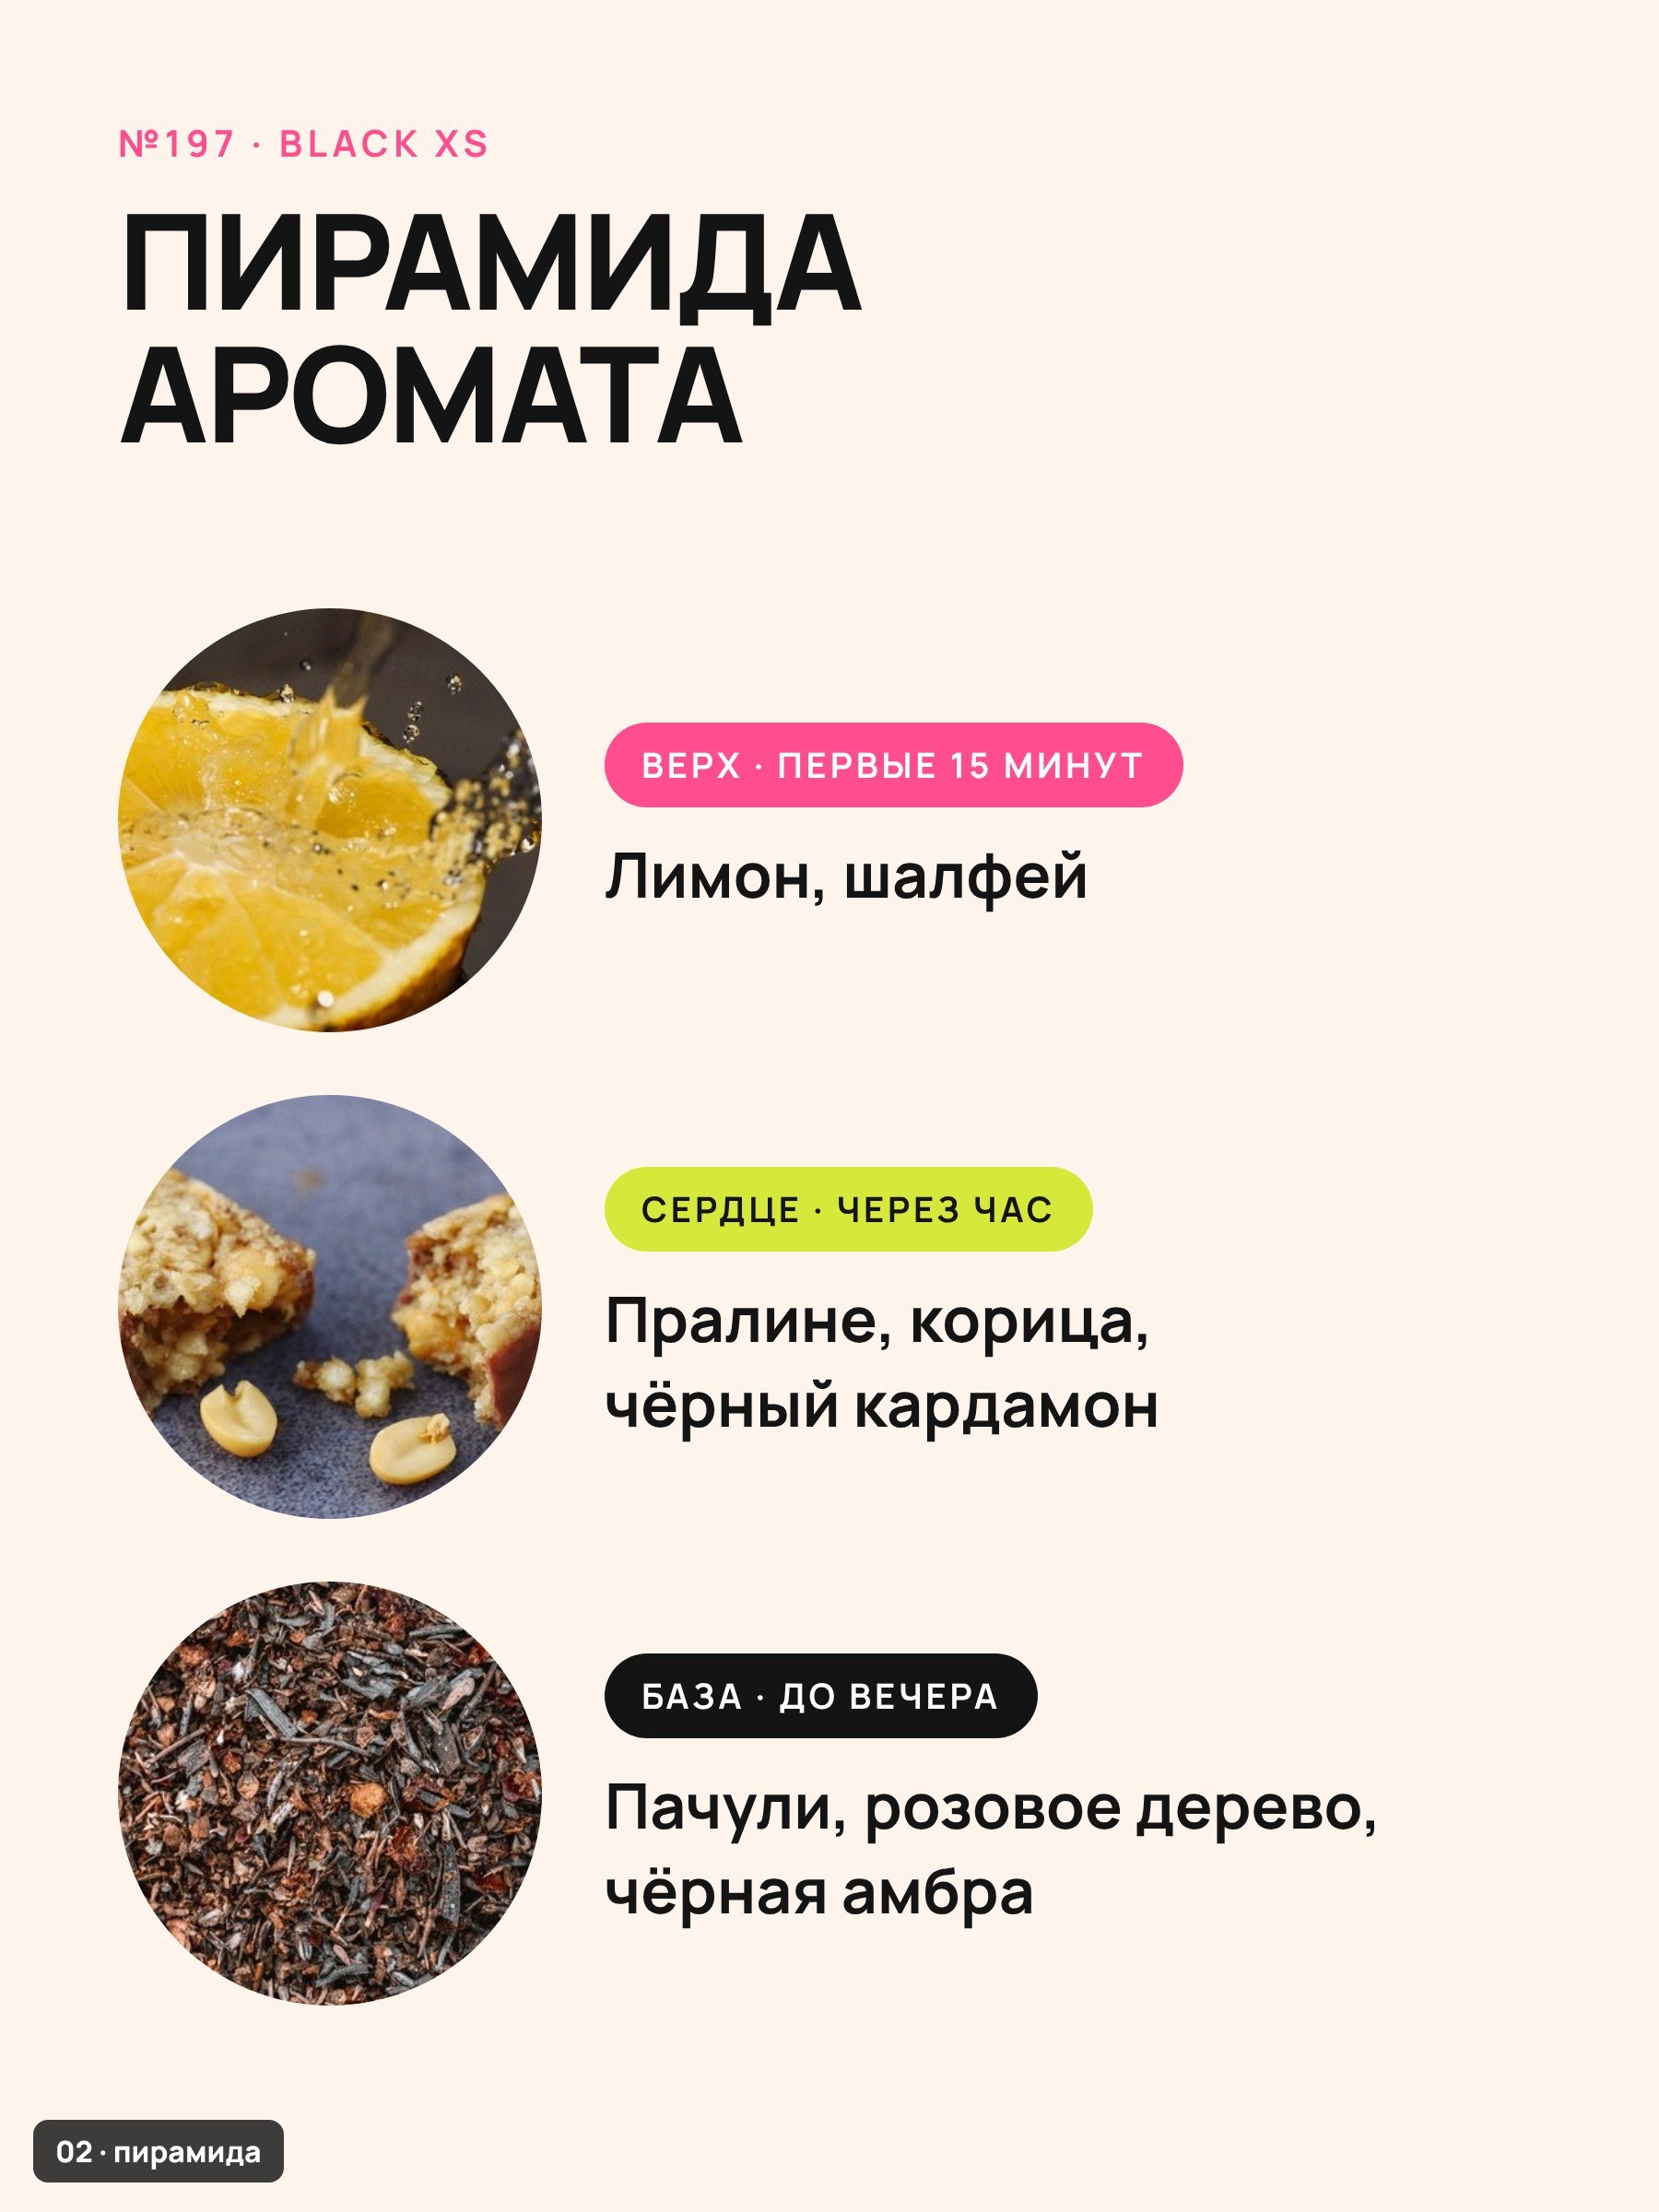 №197 · BLACK XS
ПИРАМИДА
АРОМАТА
ВЕРХ · ПЕРВЫЕ 15 МИНУТ
Лимон, шалфей
СЕРДЦЕ · ЧЕРЕЗ ЧАС
Пралине, корица,
чёрный кардамон
БАЗА · ДО ВЕЧЕРА
Пачули, розовое дерево,
чёрная амбра
02 · пирамида